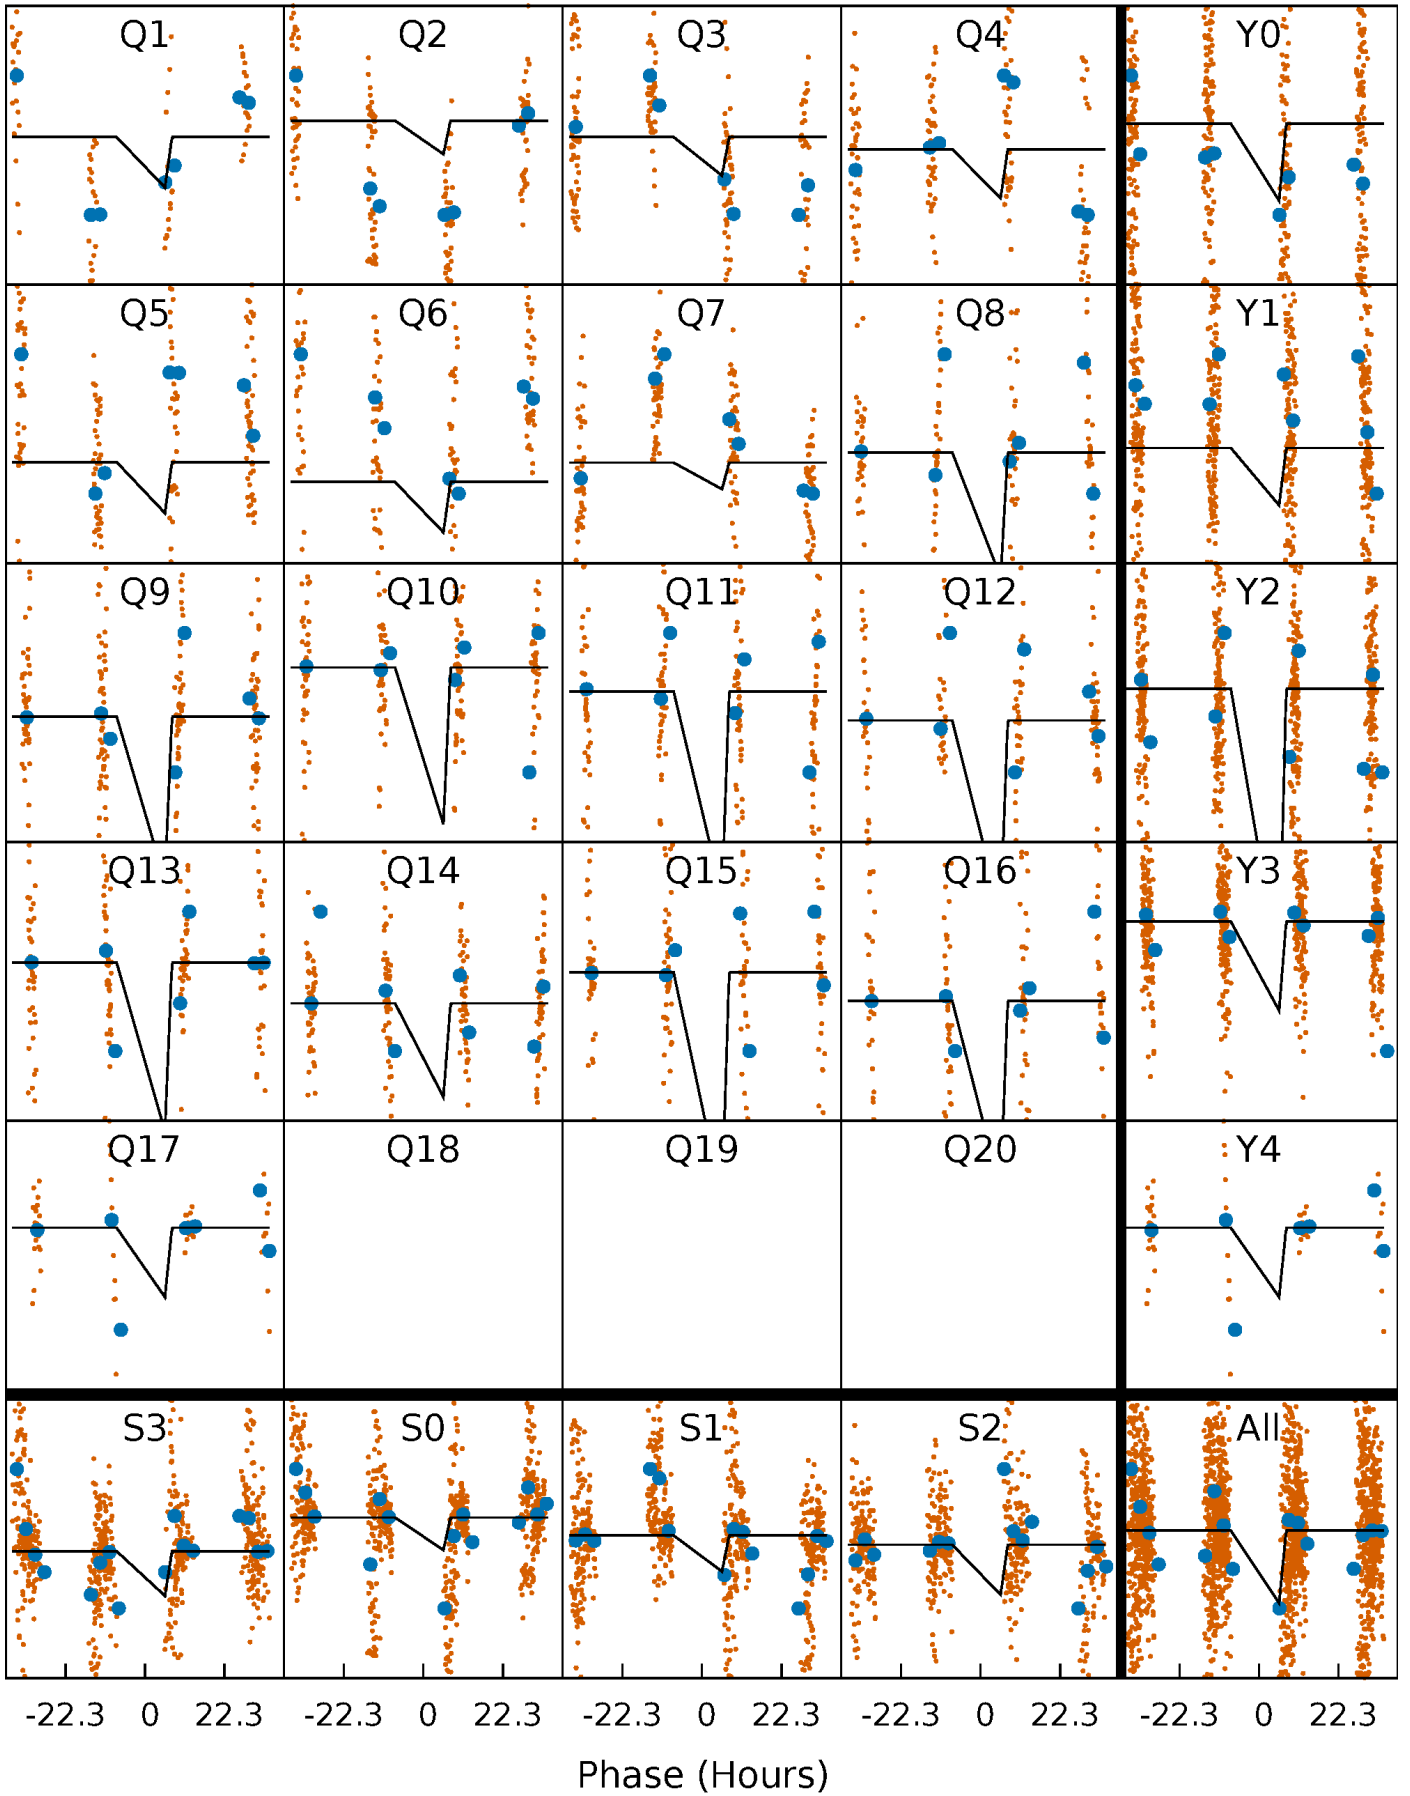 Q1 Q2 Q3 Q4 Y0
Q5 Q6 Q7 Q8 Y1
Q9 Q10 Q11 Q12 Y2
Q13 Q14 Q15 Q16 Y3
Q17 Q18 Q19 Q20 Y4
S3 S0 S1 S2 All
-22.3 0 22.3 -22.3 0 22.3 -22.3 0 22.3 -22.3 0 22.3 -22.3 0 22.3
Phase (Hours)